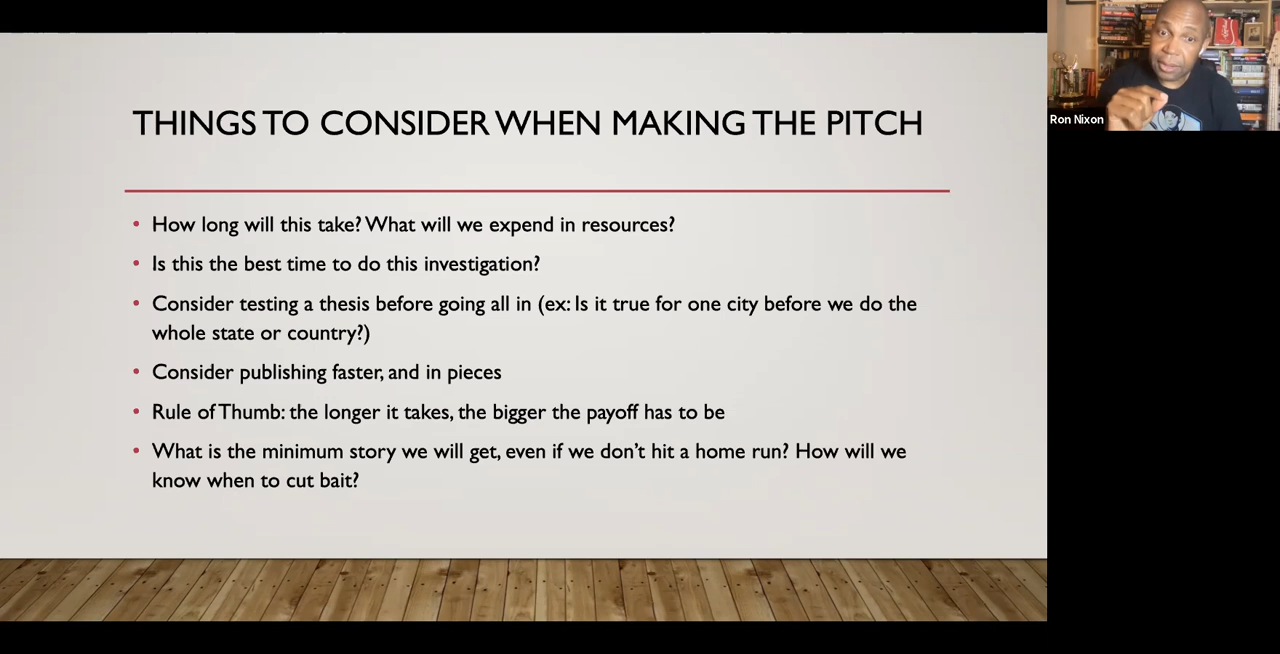 THINGS TO CONSIDER WHEN MAKING THE PITCH
• How long will this take? What will we expend in resources?
• Is this the best time to do this investigation?
• Consider testing a thesis before going all in (ex: Is it true for one city before we do the
whole state or country?)
• Consider publishing faster, and in pieces
• Rule of Thumb: the longer it takes, the bigger the payoff has to be
• What is the minimum story we will get, even if we don’t hit a home run? How will we
know when to cut bait?
Ron Nixon